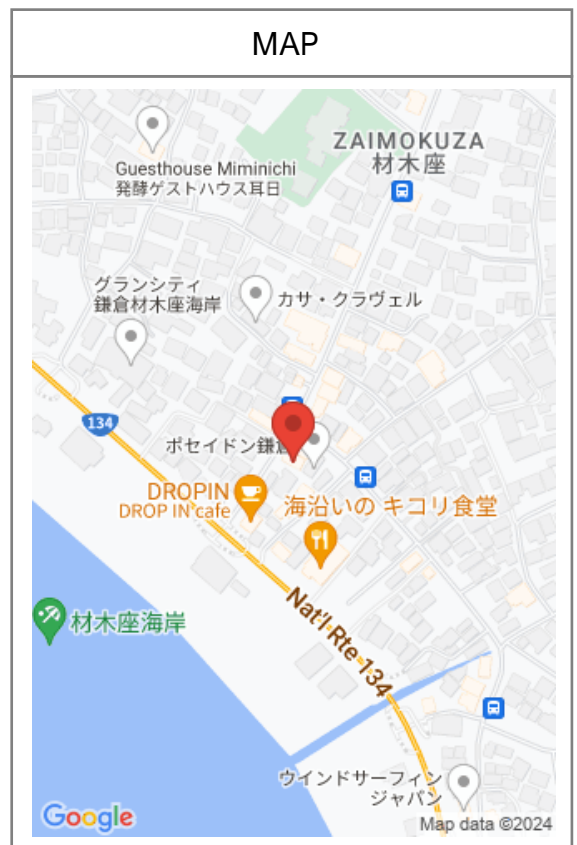 MAP
ZAIMOKUZA
材木座
Guesthouse Miminichi
発酵ゲストハウス耳日
グランシティ
鎌倉材木座海岸
カサ・クラヴェル
134
ポセイドン鎌倉
DROPIN
DROP IN cafe
海沿いの キコリ食堂
Nat'l Rte 134
材木座海岸
ウインドサーフィン
ジャパン
Google
Map data ©2024